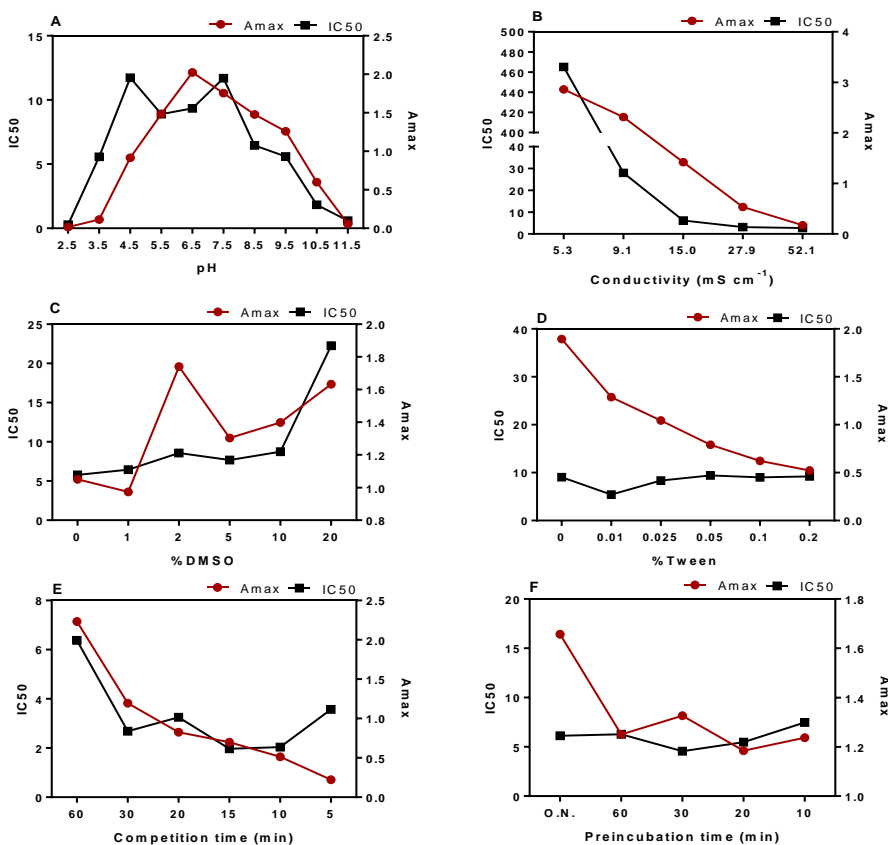 A
Amax IC50
15
10
5
0
IC50
2.5
2.0
1.5
1.0
0.5
0.0
Amax
2.5 3.5 4.5 5.5 6.5 7.5 8.5 9.5 10.5 11.5
pH
B
Amax IC50
500
480
460
440
420
400
40
30
20
10
0
IC50
4
3
2
1
0
Amax
5.3 9.1 15.0 27.9 52.1
Conductivity (mS cm⁻¹)
C
Amax IC50
25
20
15
10
5
0
IC50
2.0
1.8
1.6
1.4
1.2
1.0
0.8
Amax
0 1 2 5 10 20
%DMSO
D
Amax IC50
40
30
20
10
0
IC50
2.0
1.5
1.0
0.5
0.0
Amax
0 0.01 0.025 0.05 0.1 0.2
%Tween
E
Amax IC50
8
6
4
2
0
IC50
2.5
2.0
1.5
1.0
0.5
0.0
Amax
60 30 20 15 10 5
Competition time (min)
F
Amax IC50
20
15
10
5
0
IC50
1.8
1.6
1.4
1.2
1.0
Amax
O.N. 60 30 20 10
Preincubation time (min)